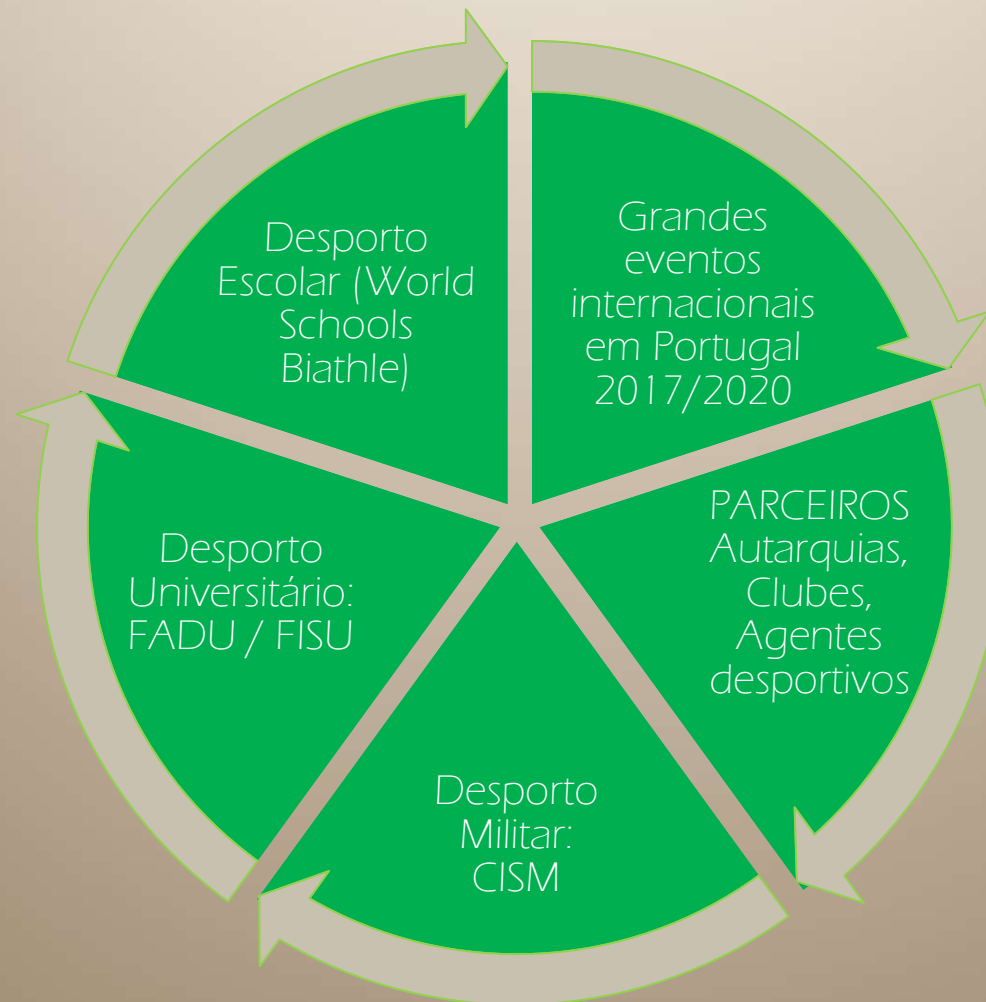 Grandes
eventos
internacionais
em Portugal
2017/2020
PARCEIROS
Autarquias,
Clubes,
Agentes
desportivos
Desporto
Militar:
CISM
Desporto
Universitário:
FADU / FISU
Desporto
Escolar (World
Schools
Biathle)